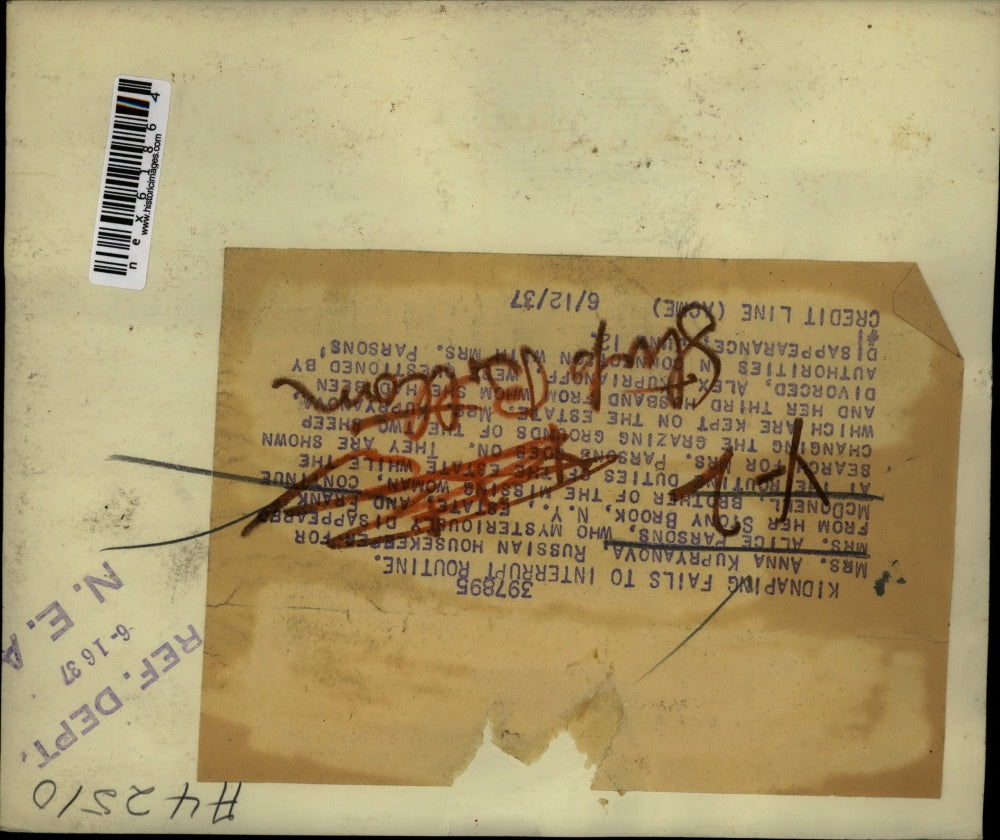 397895
KIDNAPING FAILS TO INTERRUPT ROUTINE
MRS. ANNA KUPRYANOVA RUSSIAN HOUSEKEEPER FOR
MRS. ALICE PARSONS, WHO MYSTERIOUSLY DISAPPEARED
FROM HER STONY BROOK, N.Y., ESTATE, AND FRANK
MCDONELL BROTHER OF THE MISSING WOMAN, CONTINUE
AT THE ROUTINE DUTIES OF THE ESTATE WHILE THE
SEARCH FOR MRS. PARSONS GOES ON. THEY ARE SHOWN
CHANGING THE GRAZING GROUNDS OF THE TWO SHEEP
WHICH ARE KEPT ON THE ESTATE. MRS. KUPRYANOVA,
AND HER THIRD HUSBAND FROM WHOM SHE HAD BEEN
DIVORCED, ALEX KUPRIANOFF, WERE QUESTIONED BY
AUTHORITIES IN CONNECTION WITH MRS. PARSONS'
DISAPPEARANCE, JUNE 12.
#1
CREDIT LINE (ACME) 6/12/37
REF. DEPT.
6-16 37
N. E. A
H42510
nex61864
www.historicimages.com